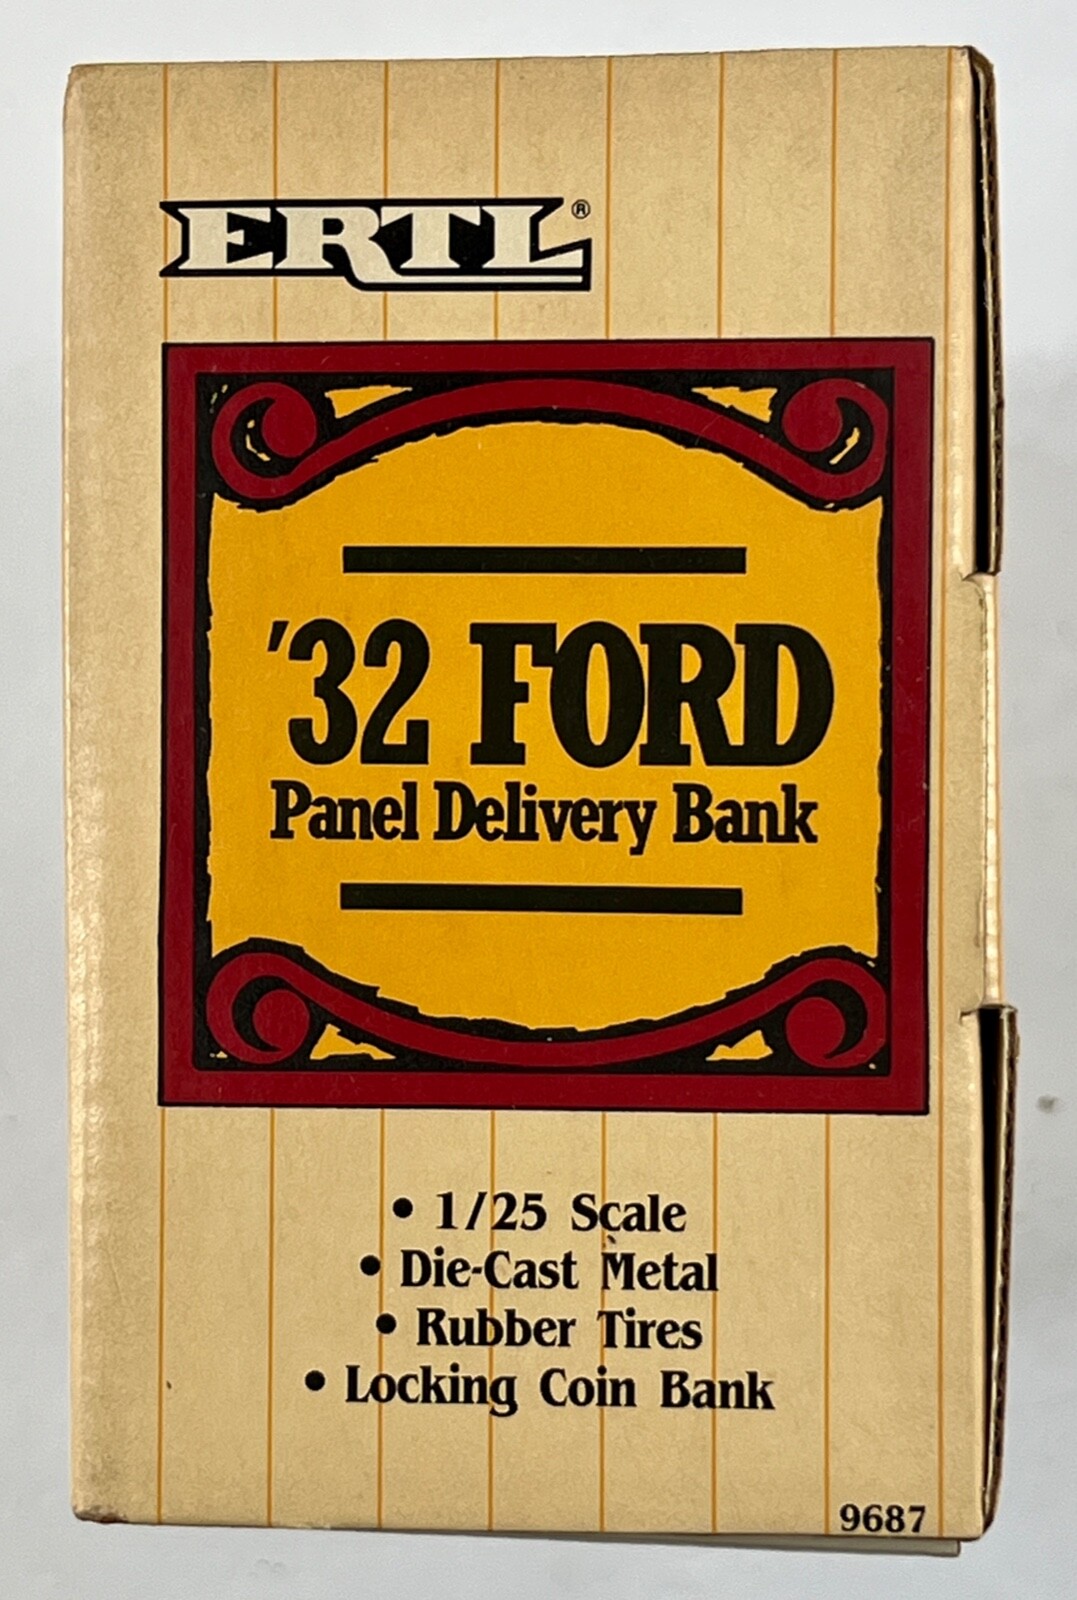 ERTL®
'32 FORD
Panel Delivery Bank
• 1/25 Scale
• Die-Cast Metal
• Rubber Tires
• Locking Coin Bank
9687